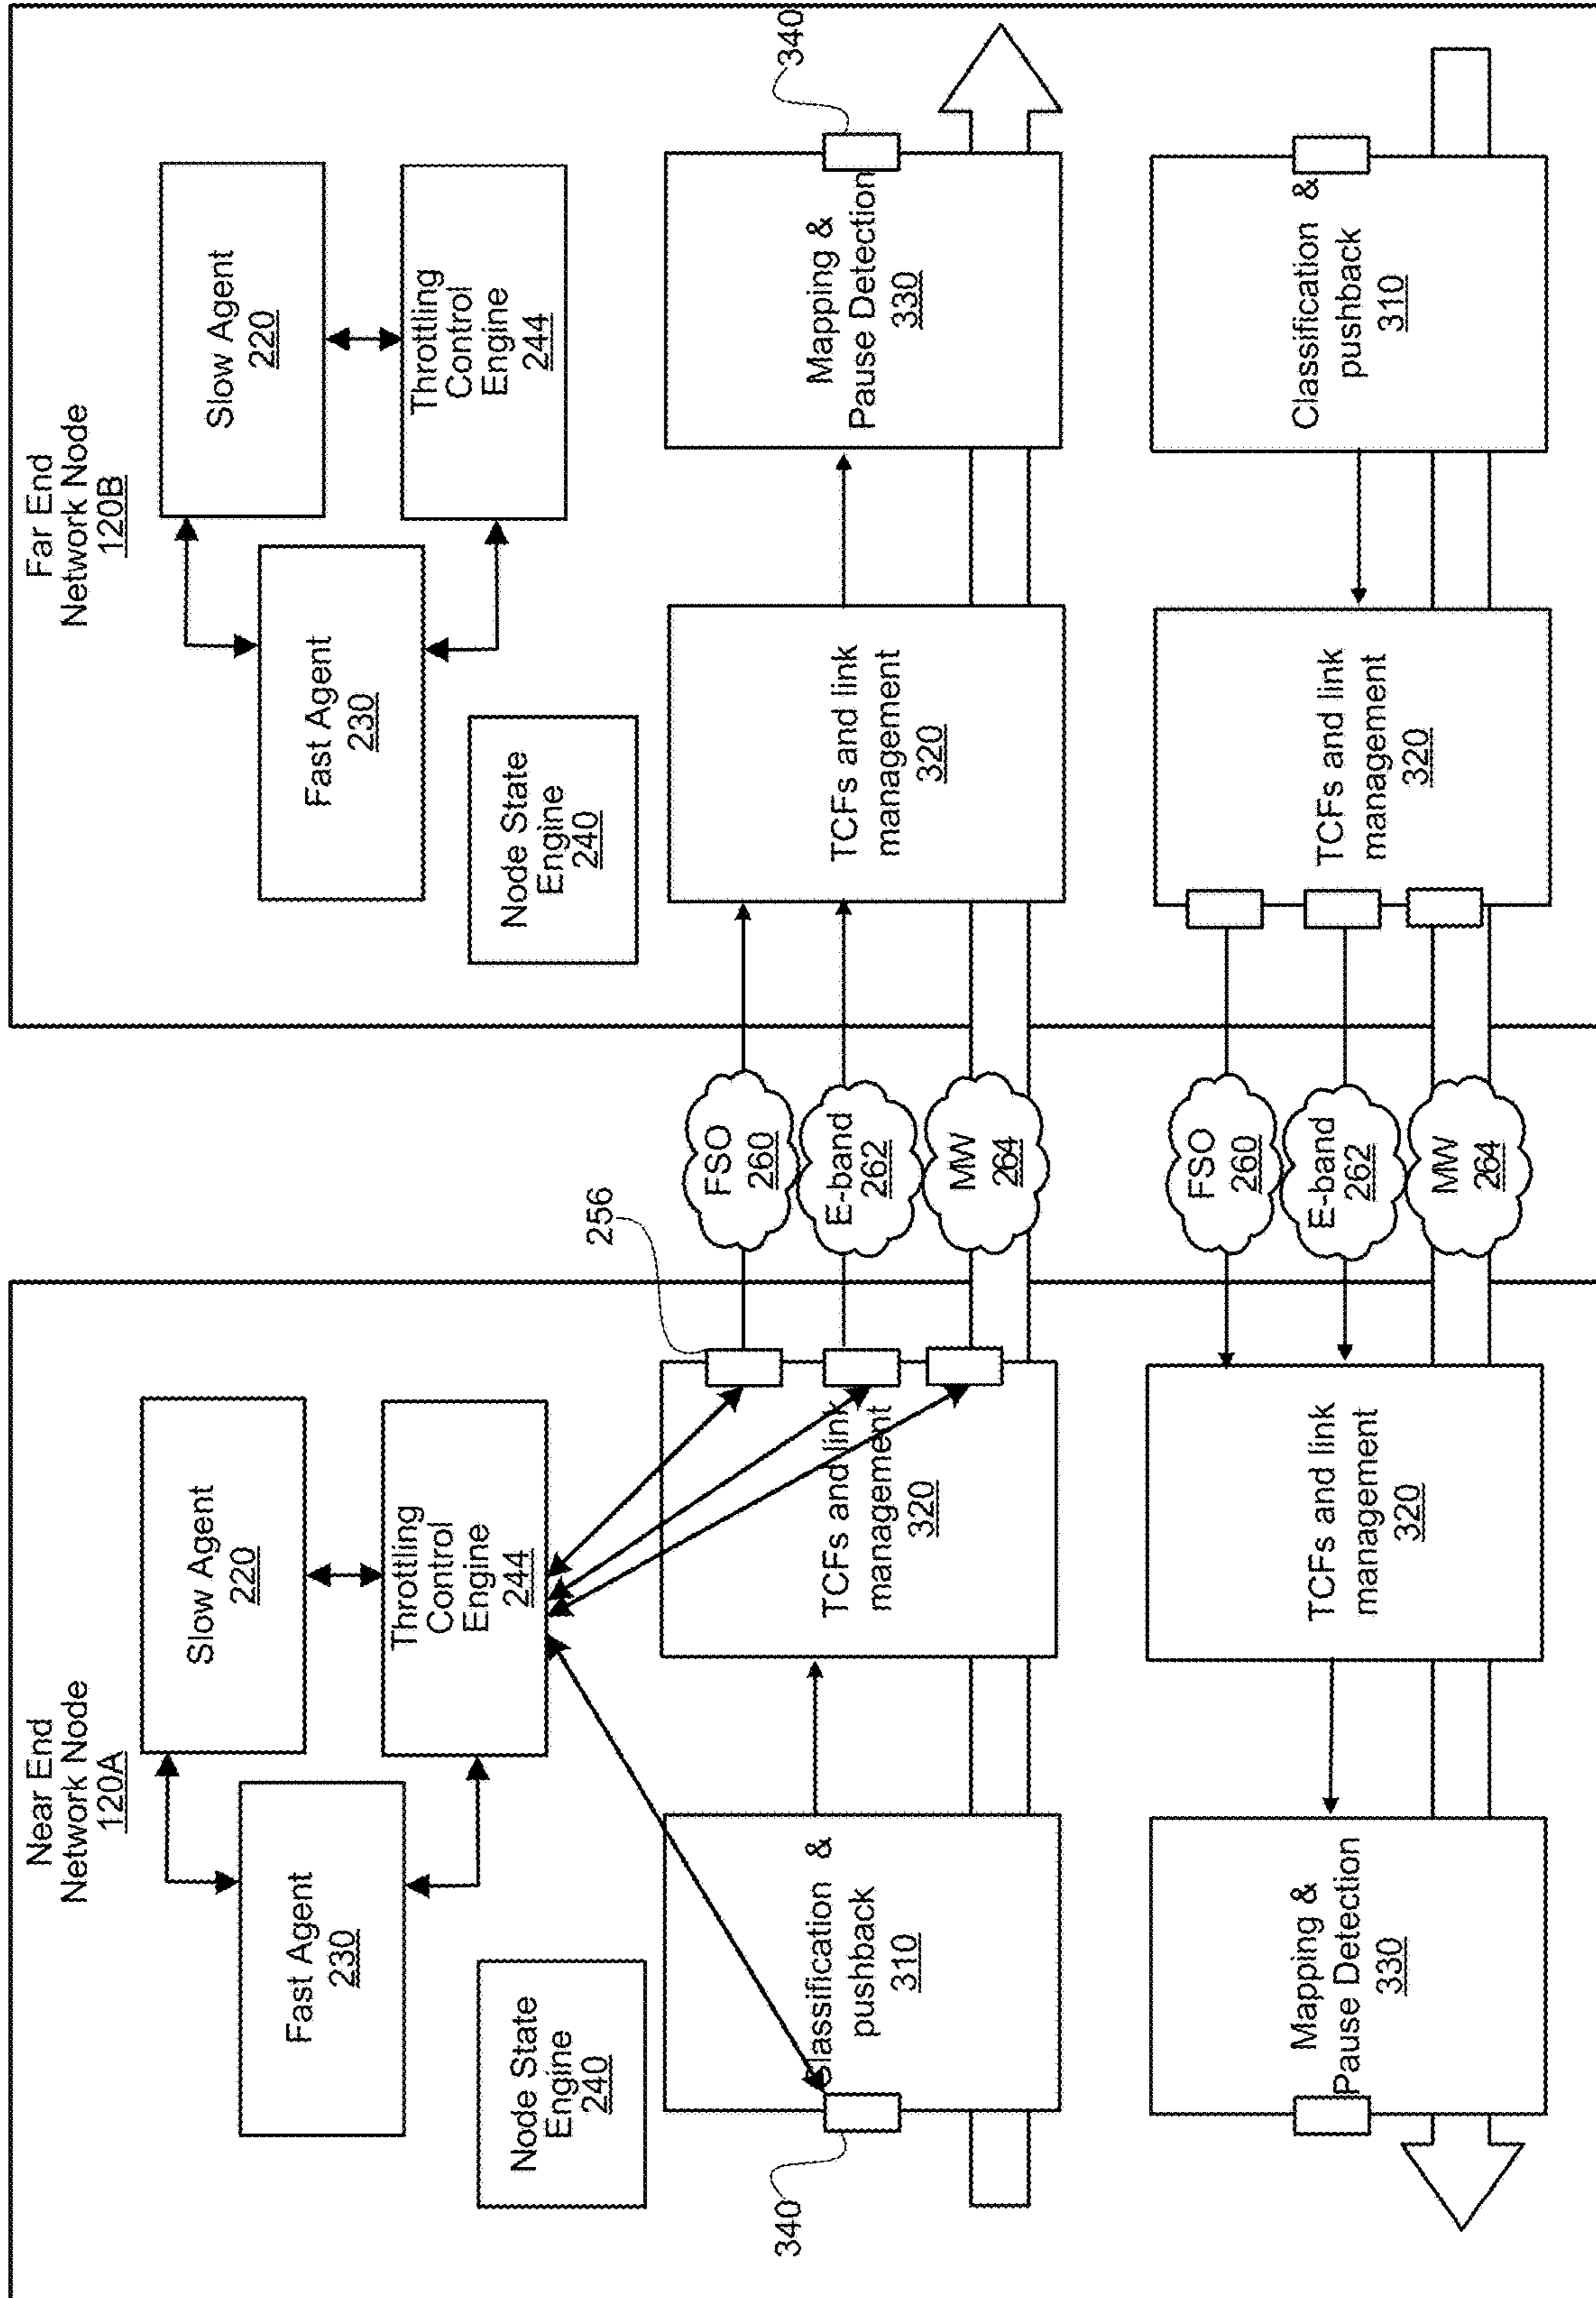 Near End
Network Node
120A
Slow Agent
220
Fast Agent
230
Throttling
Control
Engine
244
Node State
Engine
240
340
Classification &
pushback
310
TCFs and link
management
320
256
FSO
260
E-band
262
MW
264
Far End
Network Node
120B
Slow Agent
220
Fast Agent
230
Throttling
Control
Engine
244
Node State
Engine
240
TCFs and link
management
320
Mapping &
Pause Detection
330
340
Mapping &
Pause Detection
330
TCFs and link
management
320
FSO
260
E-band
262
MW
264
TCFs and link
management
320
Classification &
pushback
310